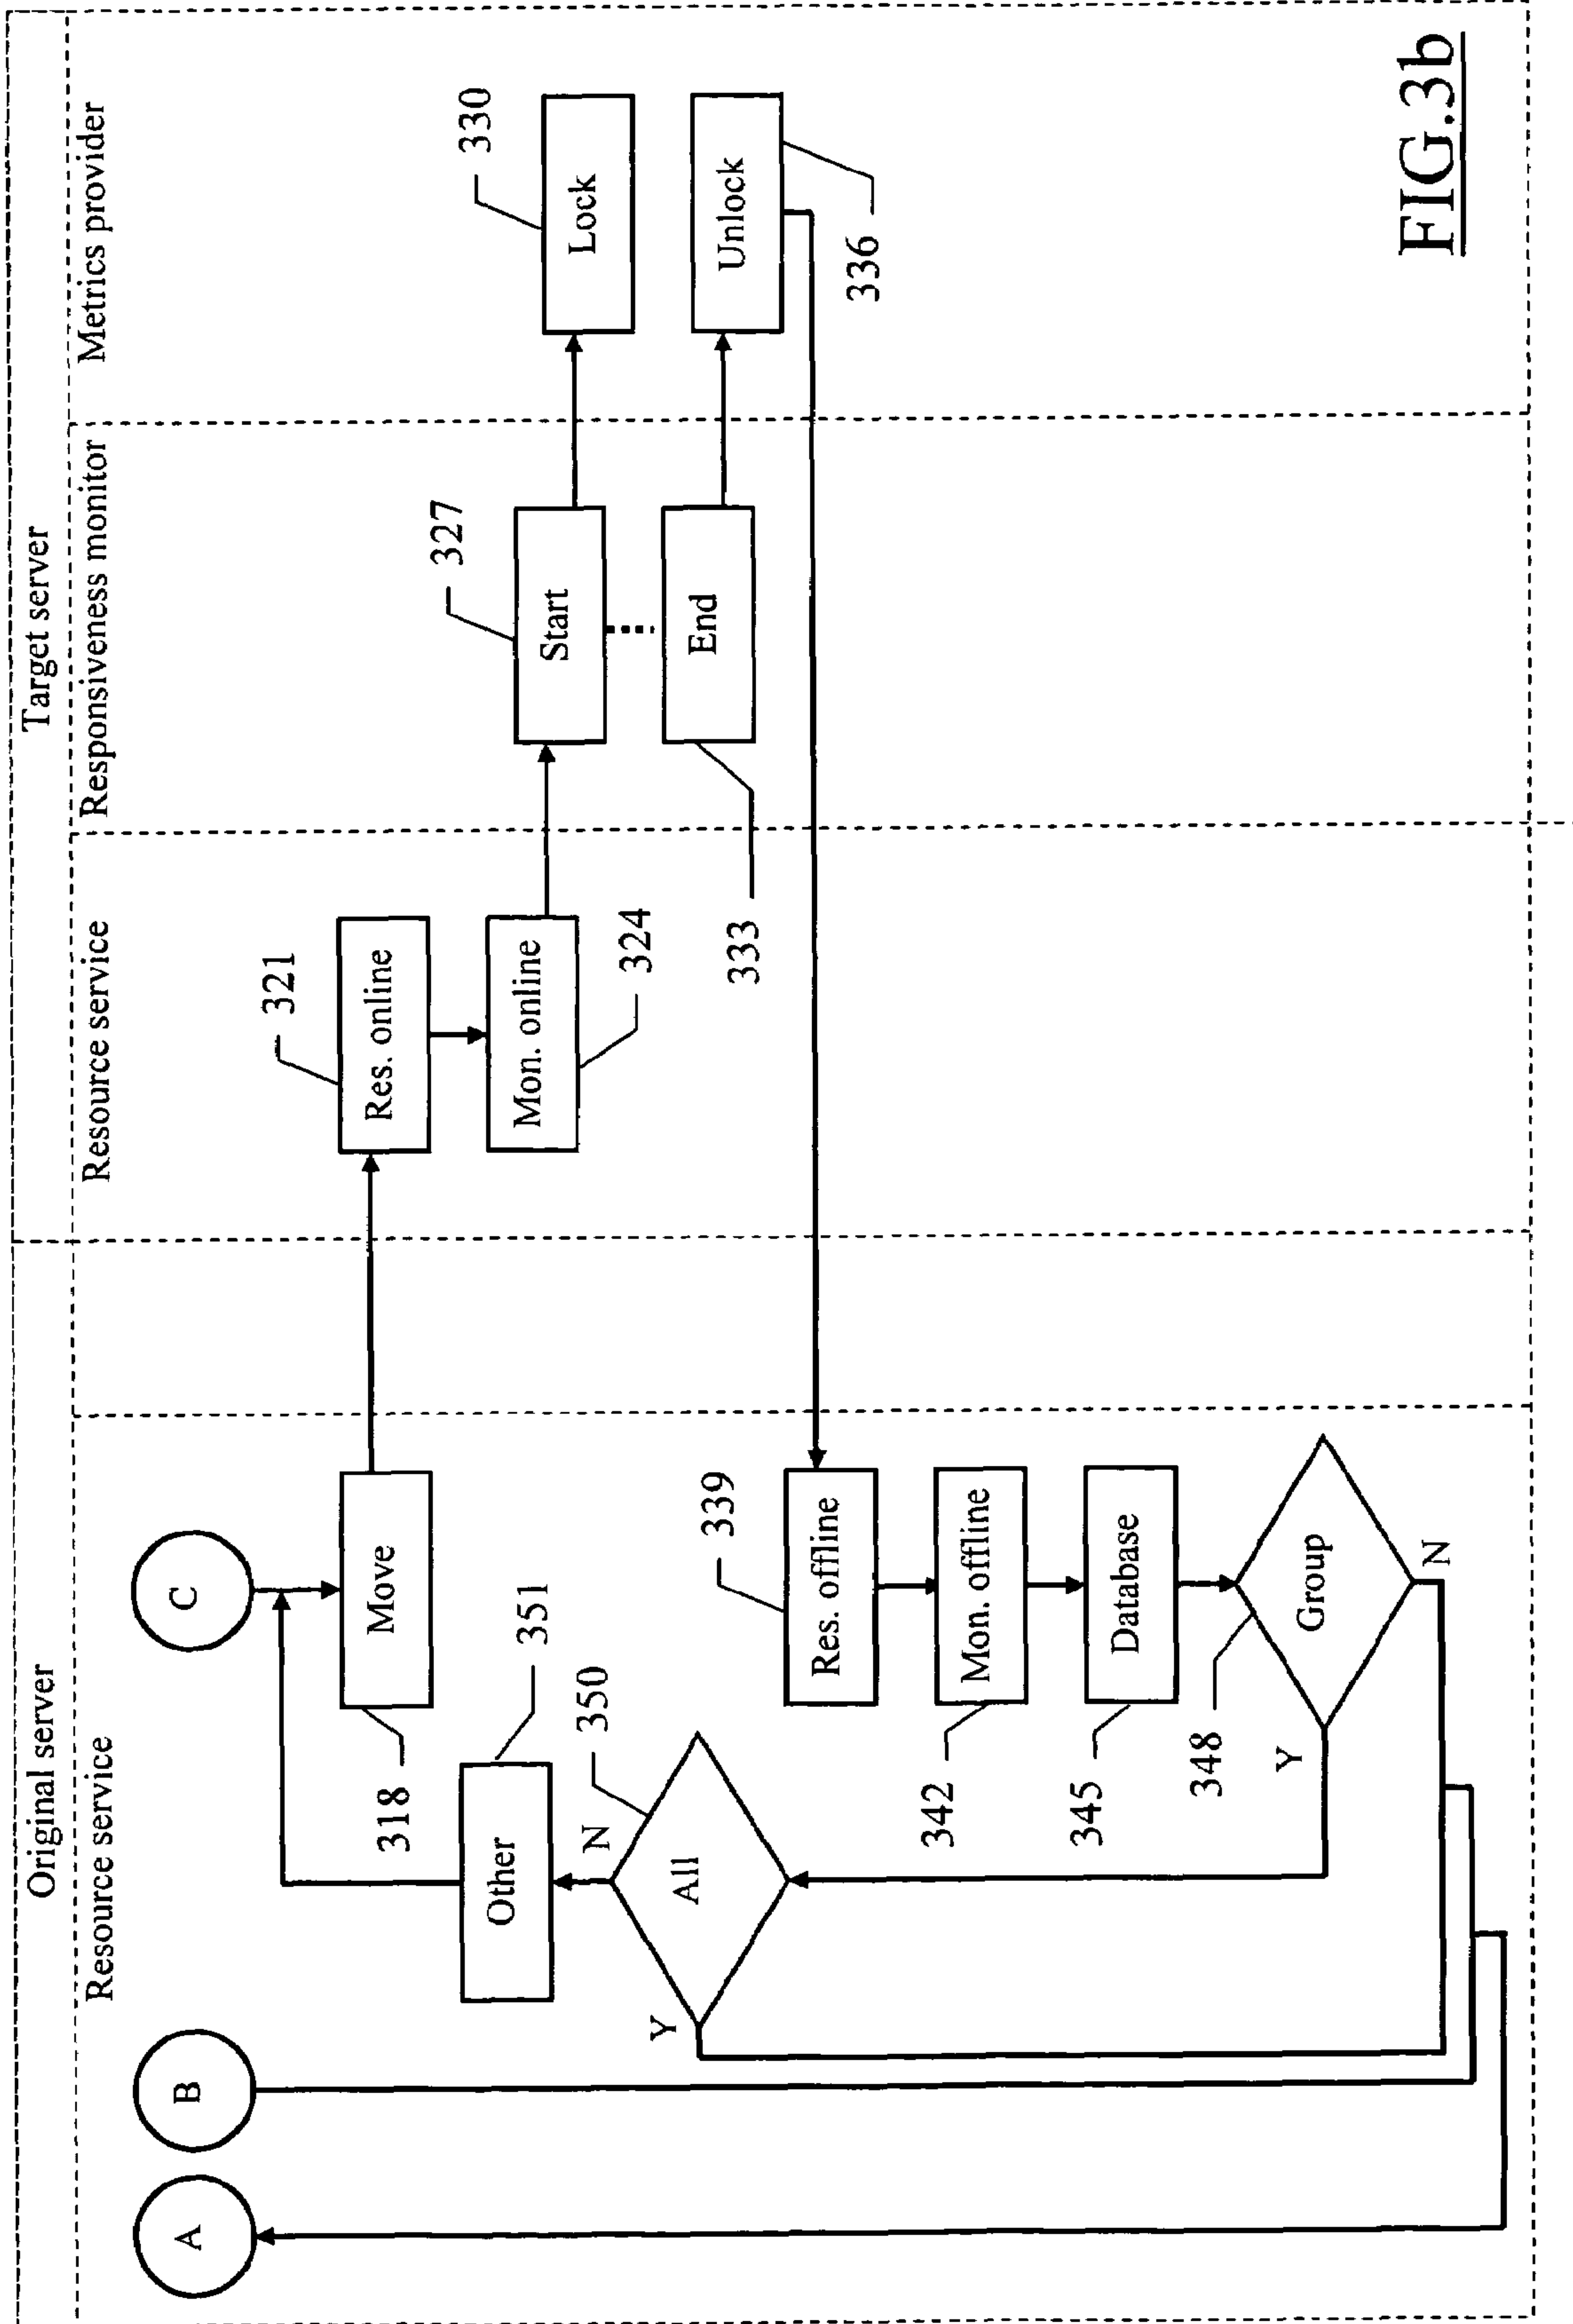 Original server
Target server
Resource service
Resource service
Responsiveness monitor
Metrics provider
A
B
C
Move
318
Res. online
321
Mon. online
324
Start
327
Lock
330
End
333
Unlock
336
Res. offline
339
Mon. offline
342
Database
345
Group
348
Y
N
All
350
Y
N
Other
351
FIG.3b